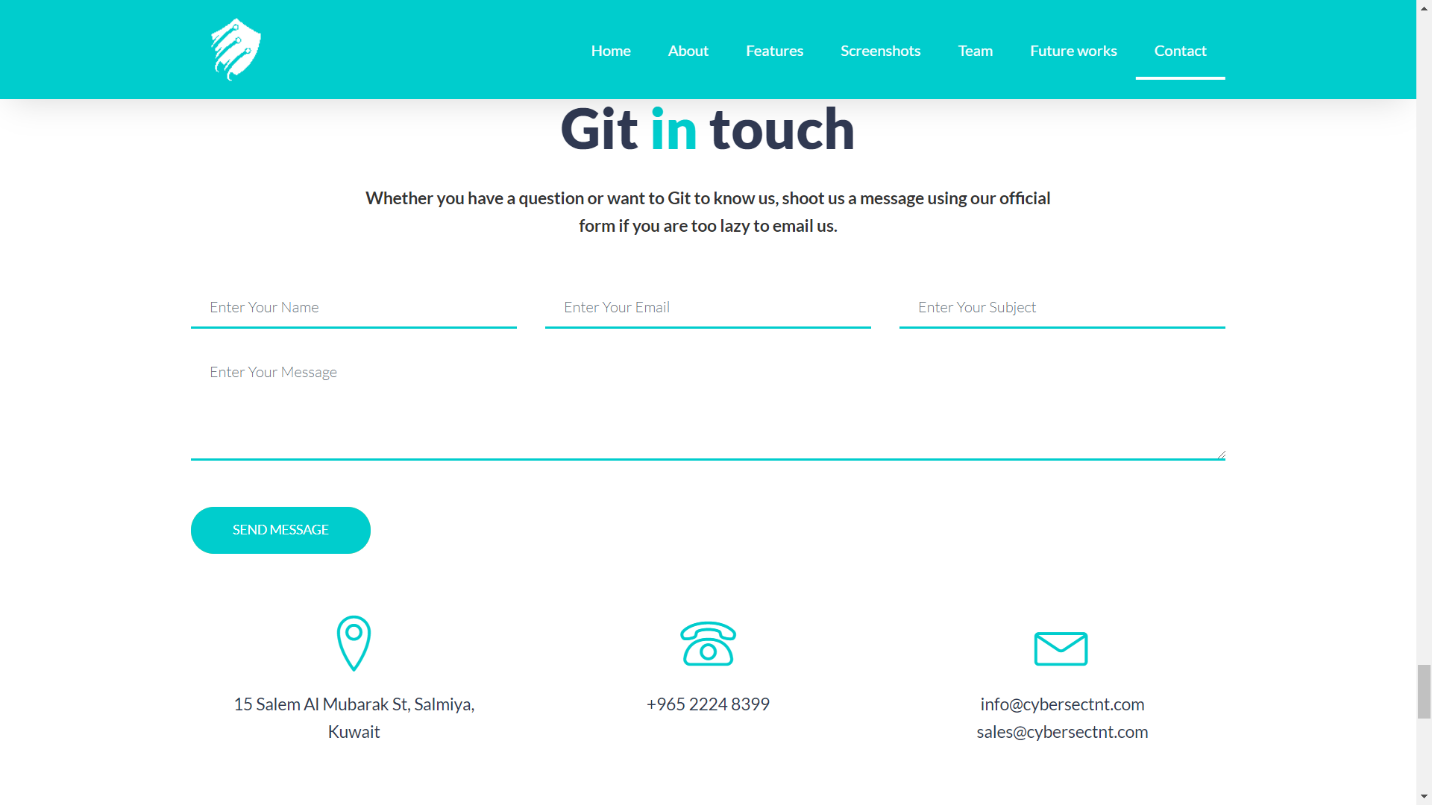 Home About Features Screenshots Team Future works Contact
Git in touch
Whether you have a question or want to Git to know us, shoot us a message using our official
form if you are too lazy to email us.
Enter Your Name Enter Your Email Enter Your Subject
Enter Your Message
SEND MESSAGE
15 Salem Al Mubarak St, Salmiya,
Kuwait
+965 2224 8399
info@cybersectnt.com
sales@cybersectnt.com